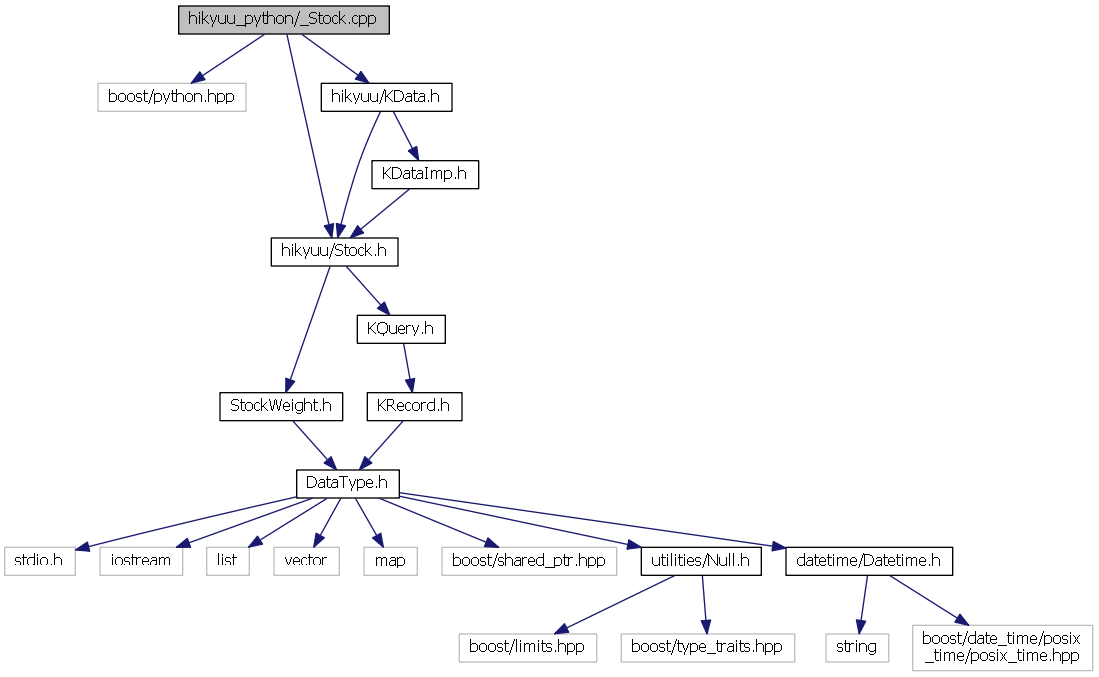 hikyuu_python/_Stock.cpp
boost/python.hpp
hikyuu/KData.h
KDataImp.h
hikyuu/Stock.h
KQuery.h
StockWeight.h
KRecord.h
DataType.h
stdio.h
iostream
list
vector
map
boost/shared_ptr.hpp
utilities/Null.h
datetime/Datetime.h
boost/limits.hpp
boost/type_traits.hpp
string
boost/date_time/posix
_time/posix_time.hpp